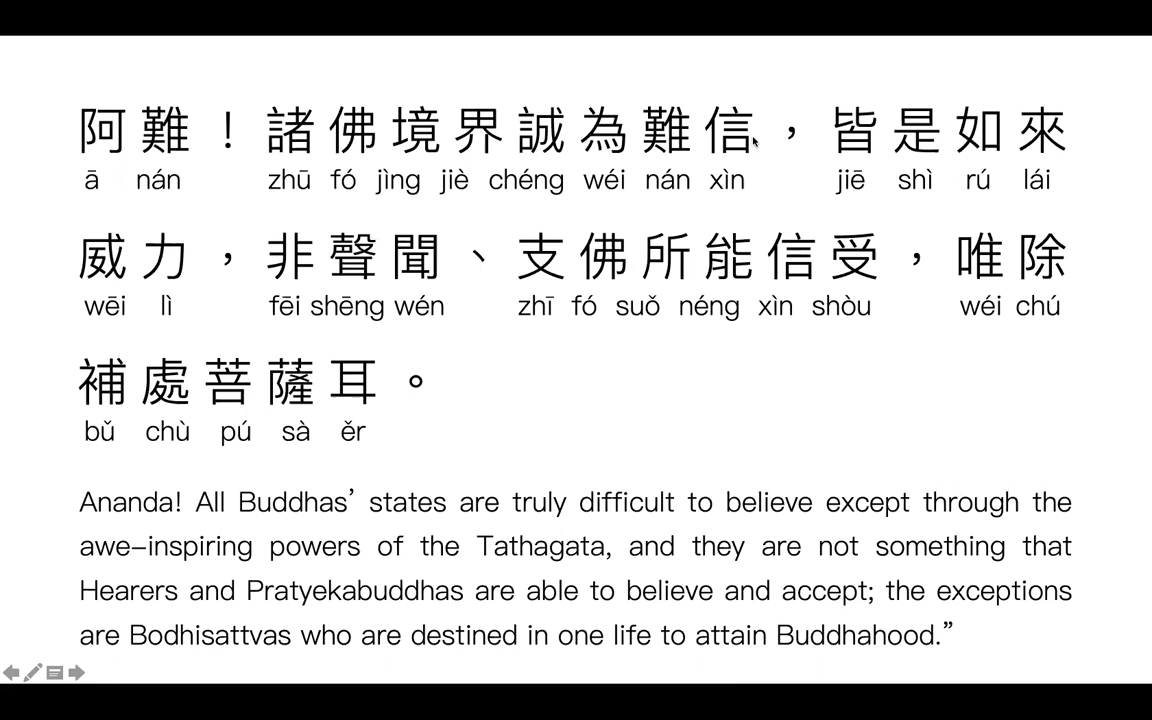 阿難！諸佛境界誠為難信，皆是如來
ā nán zhū fó jìng jiè chéng wéi nán xìn jiē shì rú lái
威力，非聲聞、支佛所能信受，唯除
wēi lì fēi shēng wén zhī fó suǒ néng xìn shòu wéi chú
補處菩薩耳。
bǔ chù pú sà ěr
Ananda! All Buddhas’ states are truly difficult to believe except through the
awe–inspiring powers of the Tathagata, and they are not something that
Hearers and Pratyekabuddhas are able to believe and accept; the exceptions
are Bodhisattvas who are destined in one life to attain Buddhahood.”